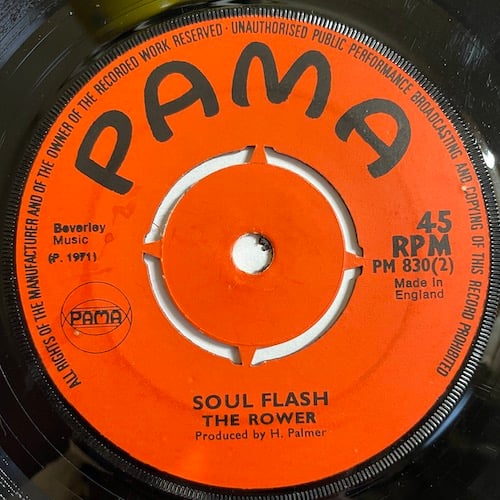 ALL RIGHTS OF THE MANUFACTURER AND OF THE OWNER OF THE RECORDED WORK RESERVED · UNAUTHORISED PUBLIC PERFORMANCE BROADCASTING AND COPYING OF THIS RECORD PROHIBITED
PAMA
Beverley
Music
(P. 1971)
45
RPM
PM 830(2)
Made in
England
PAMA
SOUL FLASH
THE ROWER
Produced by H. Palmer